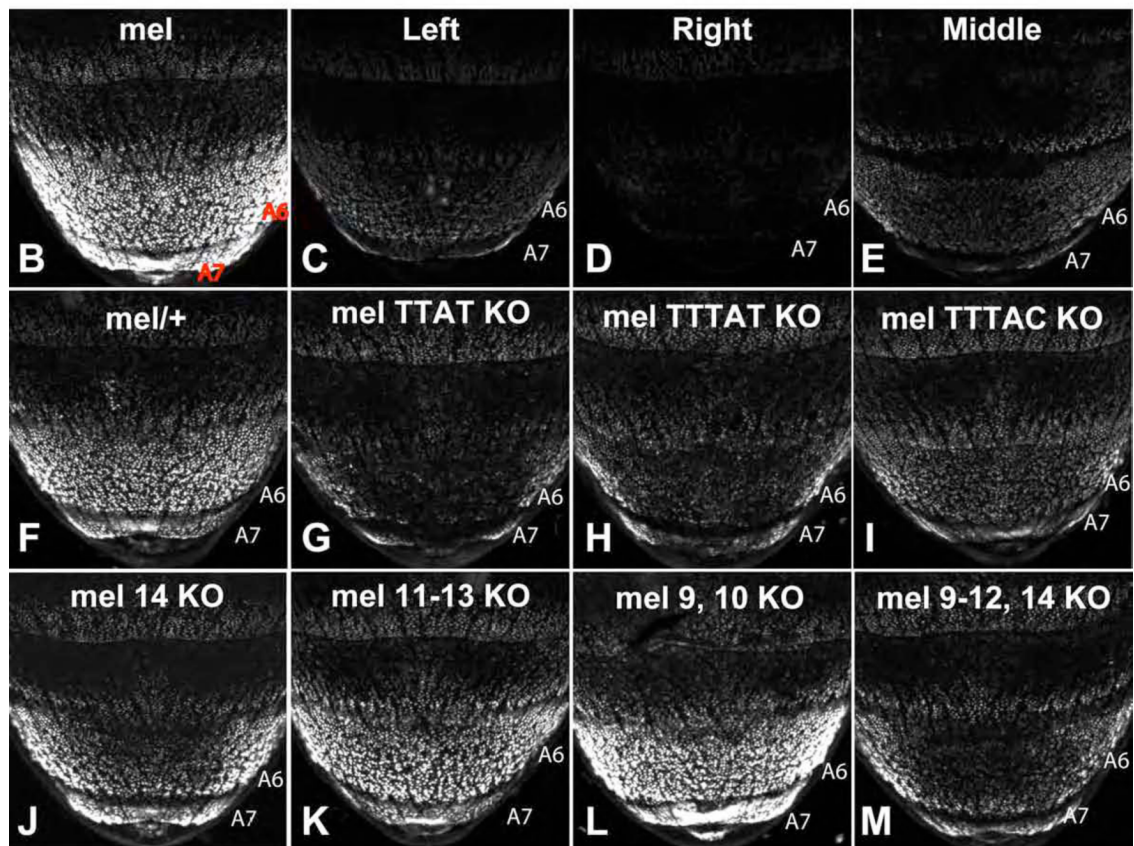 mel
Left
Right
Middle
A6
A7
B
A6
A7
C
A6
A7
D
A6
A7
E
mel/+
mel TTAT KO
mel TTTAT KO
mel TTTAC KO
A6
A7
F
A6
A7
G
A6
A7
H
A6
A7
I
mel 14 KO
mel 11-13 KO
mel 9, 10 KO
mel 9-12, 14 KO
A6
A7
J
A6
A7
K
A6
A7
L
A6
A7
M